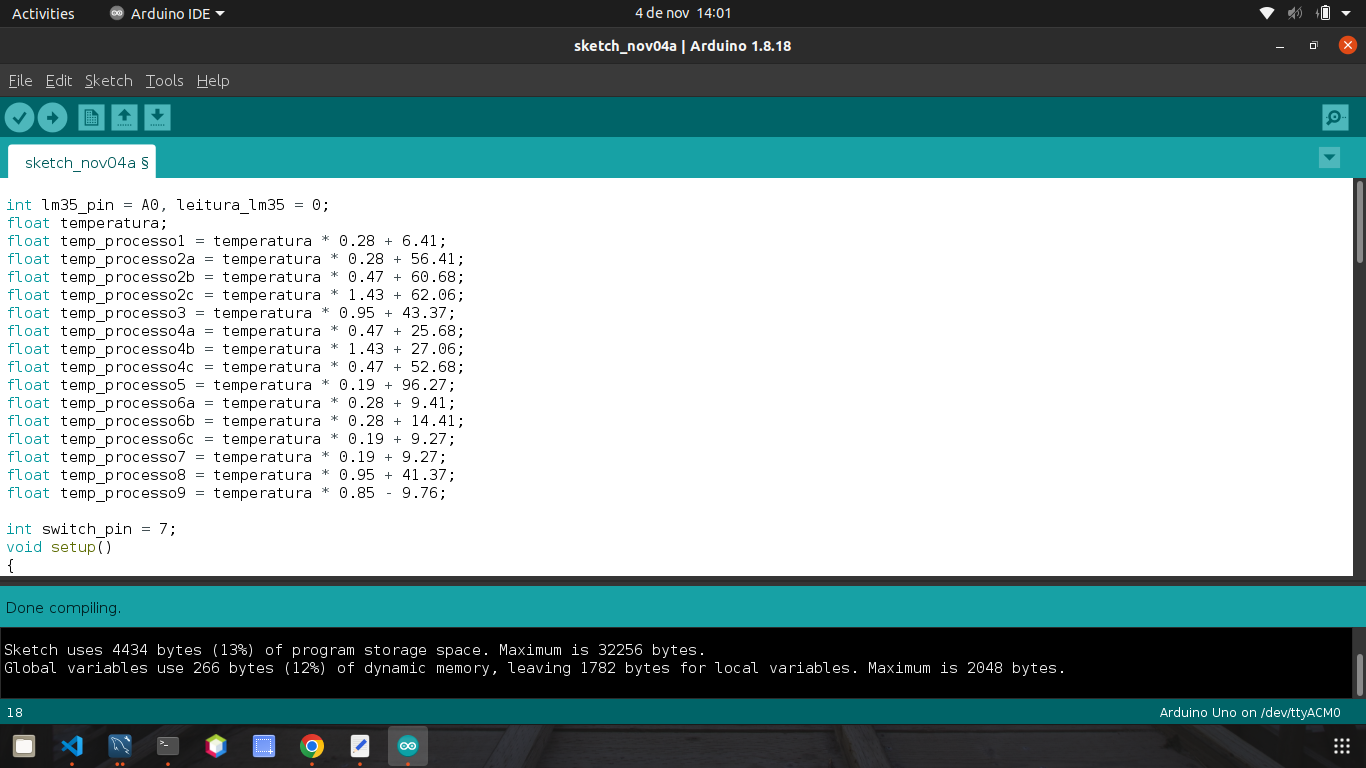 Activities Arduino IDE 4 de nov 14:01
sketch_nov04a | Arduino 1.8.18
File Edit Sketch Tools Help
sketch_nov04a §
int lm35_pin = A0, leitura_lm35 = 0;
float temperatura;
float temp_processo1 = temperatura * 0.28 + 6.41;
float temp_processo2a = temperatura * 0.28 + 56.41;
float temp_processo2b = temperatura * 0.47 + 60.68;
float temp_processo2c = temperatura * 1.43 + 62.06;
float temp_processo3 = temperatura * 0.95 + 43.37;
float temp_processo4a = temperatura * 0.47 + 25.68;
float temp_processo4b = temperatura * 1.43 + 27.06;
float temp_processo4c = temperatura * 0.47 + 52.68;
float temp_processo5 = temperatura * 0.19 + 96.27;
float temp_processo6a = temperatura * 0.28 + 9.41;
float temp_processo6b = temperatura * 0.28 + 14.41;
float temp_processo6c = temperatura * 0.19 + 9.27;
float temp_processo7 = temperatura * 0.19 + 9.27;
float temp_processo8 = temperatura * 0.95 + 41.37;
float temp_processo9 = temperatura * 0.85 - 9.76;
int switch_pin = 7;
void setup()
{
Done compiling.
Sketch uses 4434 bytes (13%) of program storage space. Maximum is 32256 bytes.
Global variables use 266 bytes (12%) of dynamic memory, leaving 1782 bytes for local variables. Maximum is 2048 bytes.
18 Arduino Uno on /dev/ttyACM0